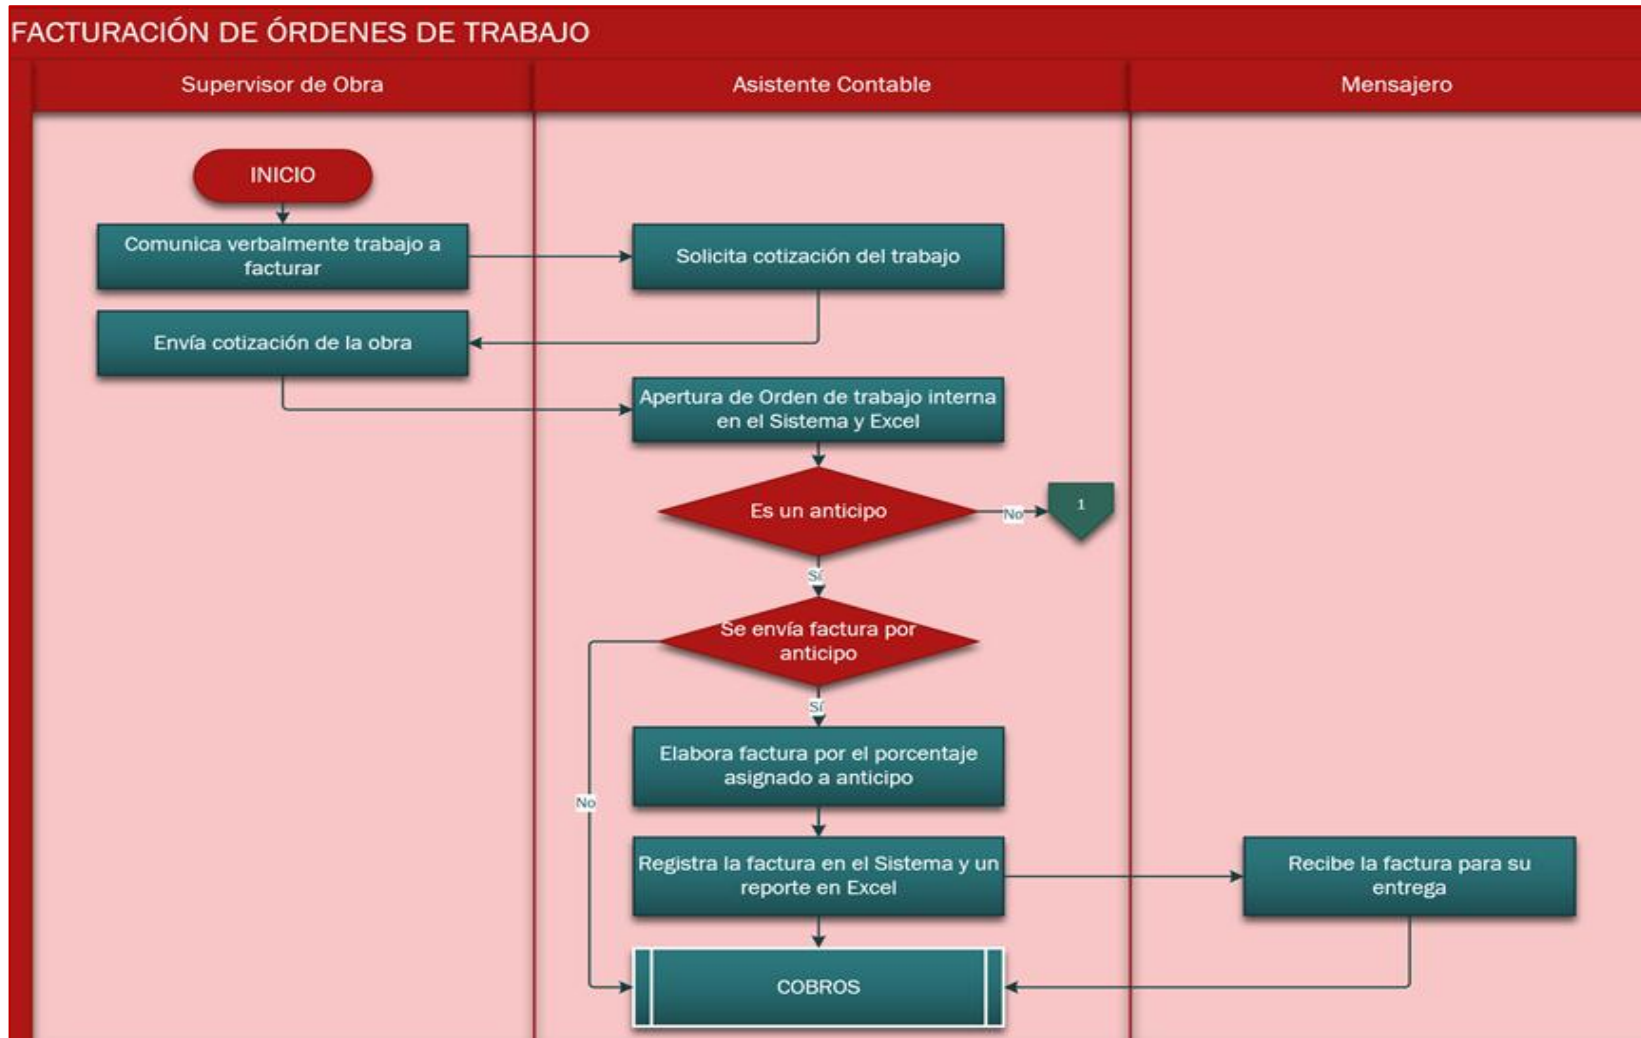 FACTURACIÓN DE ÓRDENES DE TRABAJO
Supervisor de Obra
Asistente Contable
Mensajero
INICIO
Comunica verbalmente trabajo a
facturar
Solicita cotización del trabajo
Envía cotización de la obra
Apertura de Orden de trabajo interna
en el Sistema y Excel
Es un anticipo
No
1
Sí
Se envía factura por
anticipo
Sí
Elabora factura por el porcentaje
asignado a anticipo
No
Registra la factura en el Sistema y un
reporte en Excel
Recibe la factura para su
entrega
COBROS